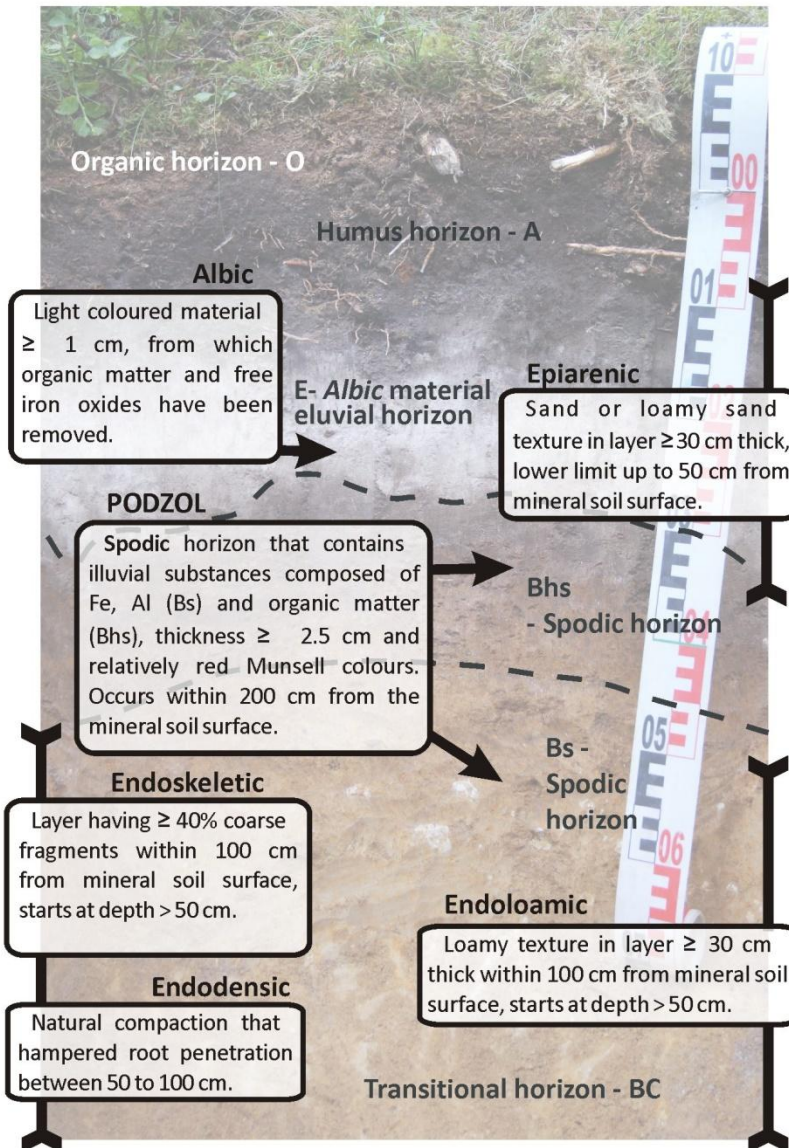 +
10
Organic horizon - O
00
Humus horizon - A
Albic
01
Light coloured material
≥ 1 cm, from which
organic matter and free
iron oxides have been
removed.
E- Albic material
eluvial horizon
Epiarenic
Sand or loamy sand
texture in layer ≥ 30 cm thick,
lower limit up to 50 cm from
mineral soil surface.
PODZOL
Spodic horizon that contains
illuvial substances composed of
Fe, Al (Bs) and organic matter
(Bhs), thickness ≥ 2.5 cm and
relatively red Munsell colours.
Occurs within 200 cm from the
mineral soil surface.
Bhs
- Spodic horizon
05
Bs -
Spodic
horizon
Endoskeletic
Layer having ≥ 40% coarse
fragments within 100 cm
from mineral soil surface,
starts at depth > 50 cm.
06
Endoloamic
Loamy texture in layer ≥ 30 cm
thick within 100 cm from mineral soil
surface, starts at depth > 50 cm.
Endodensic
Natural compaction that
hampered root penetration
between 50 to 100 cm.
Transitional horizon - BC